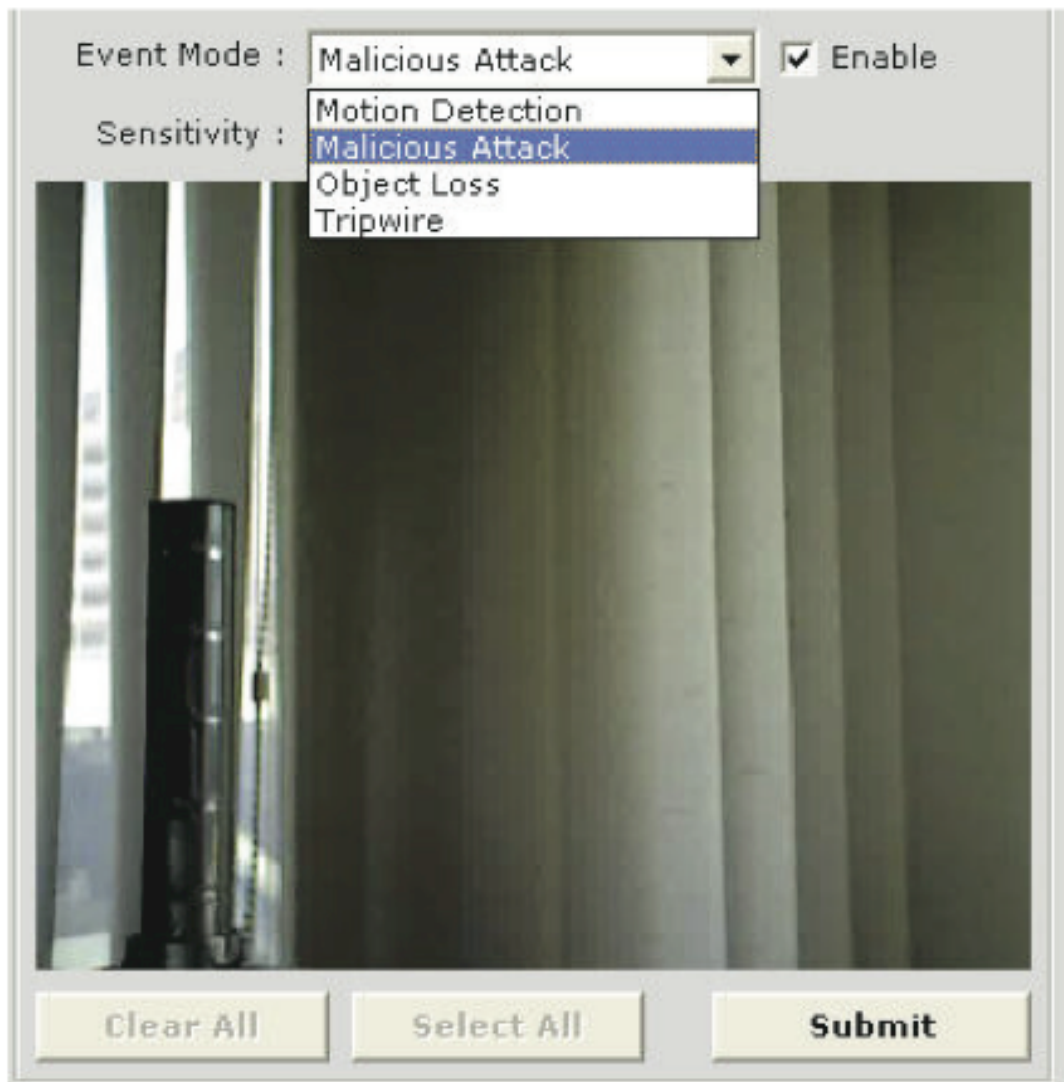 Event Mode : Malicious Attack Enable
Motion Detection
Sensitivity : Malicious Attack
Object Loss
Tripwire
Clear All Select All Submit